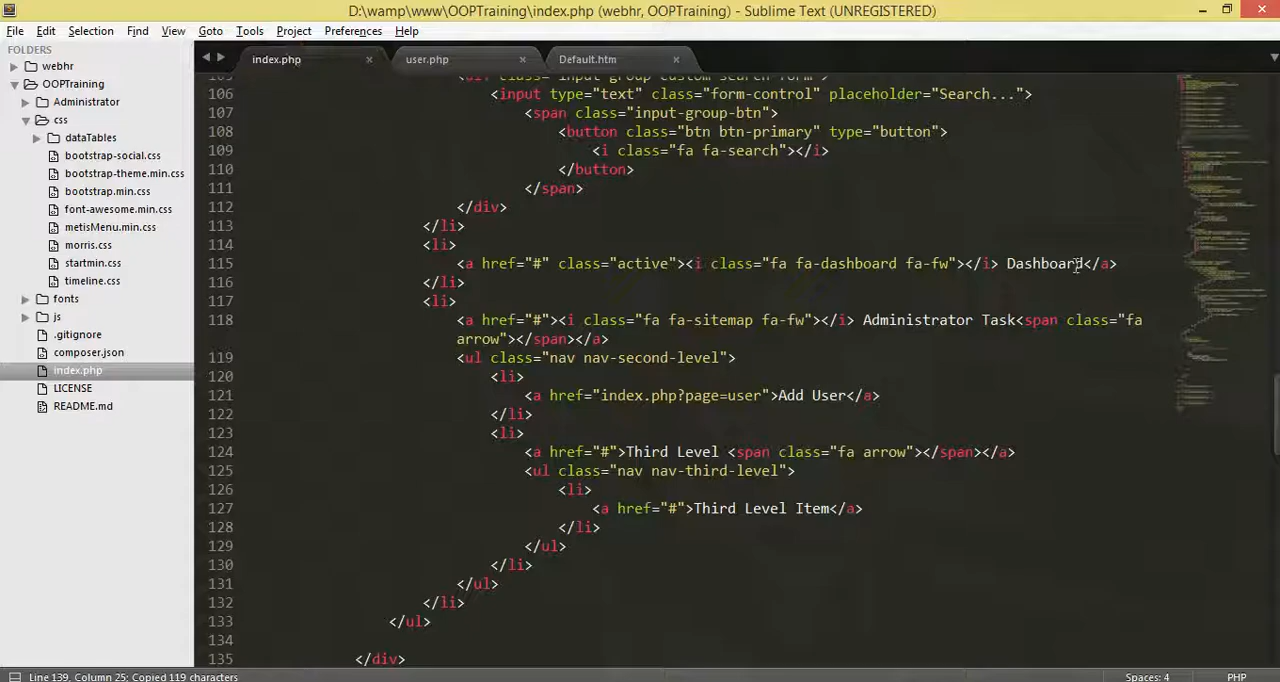 D:\wamp\www\OOPTraining\index.php (webhr, OOPTraining) - Sublime Text (UNREGISTERED)
File Edit Selection Find View Goto Tools Project Preferences Help
FOLDERS
webhr
OOPTraining
Administrator
css
dataTables
bootstrap-social.css
bootstrap-theme.min.css
bootstrap.min.css
font-awesome.min.css
metisMenu.min.css
morris.css
startmin.css
timeline.css
fonts
js
.gitignore
composer.json
index.php
LICENSE
README.md
index.php × user.php × Default.htm ×
105 <div class="input-group custom-search-form">
106 <input type="text" class="form-control" placeholder="Search...">
107 <span class="input-group-btn">
108 <button class="btn btn-primary" type="button">
109 <i class="fa fa-search"></i>
110 </button>
111 </span>
112 </div>
113 </li>
114 <li>
115 <a href="#" class="active"><i class="fa fa-dashboard fa-fw"></i> Dashboard</a>
116 </li>
117 <li>
118 <a href="#"><i class="fa fa-sitemap fa-fw"></i> Administrator Task<span class="fa
arrow"></span></a>
119 <ul class="nav nav-second-level">
120 <li>
121 <a href="index.php?page=user">Add User</a>
122 </li>
123 <li>
124 <a href="#">Third Level <span class="fa arrow"></span></a>
125 <ul class="nav nav-third-level">
126 <li>
127 <a href="#">Third Level Item</a>
128 </li>
129 </ul>
130 </li>
131 </ul>
132 </li>
133 </ul>
134
135 </div>
Line 139, Column 25; Copied 119 characters Spaces: 4 PHP